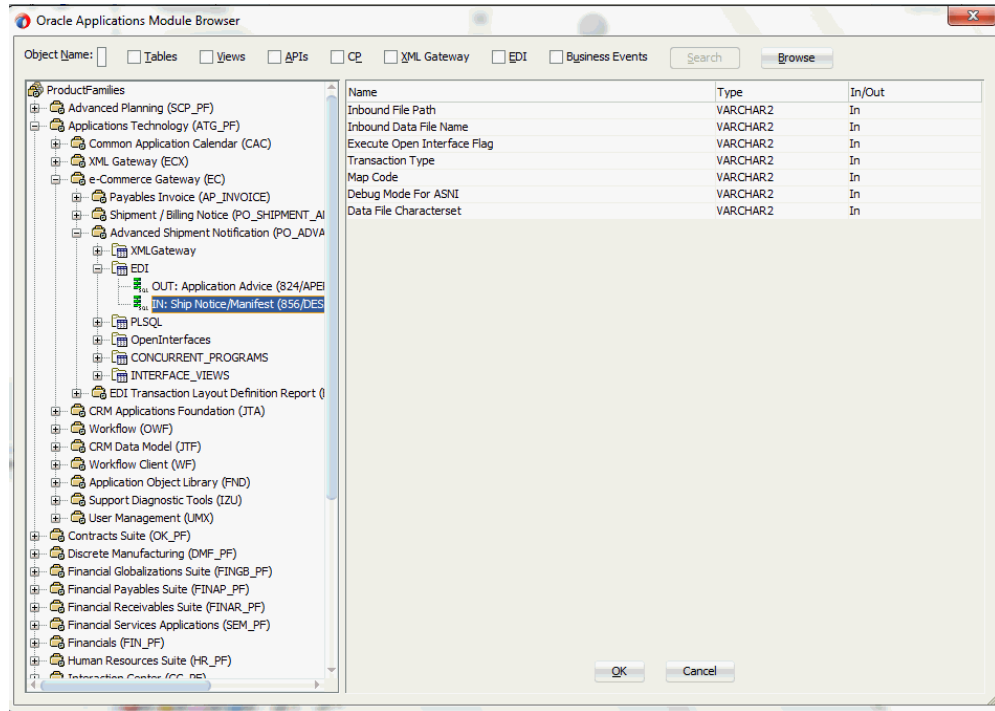 Oracle Applications Module Browser
Object Name: Tables Views APIs CP XML Gateway EDI Business Events Search Browse
ProductFamilies
Advanced Planning (SCP_PF)
Applications Technology (ATG_PF)
Common Application Calendar (CAC)
XML Gateway (ECX)
e-Commerce Gateway (EC)
Payables Invoice (AP_INVOICE)
Shipment / Billing Notice (PO_SHIPMENT_AI
Advanced Shipment Notification (PO_ADVA
XMLGateway
EDI
OUT: Application Advice (824/APEI
IN: Ship Notice/Manifest (856/DES
PLSQL
OpenInterfaces
CONCURRENT_PROGRAMS
INTERFACE_VIEWS
EDI Transaction Layout Definition Report (
CRM Applications Foundation (JTA)
Workflow (OWF)
CRM Data Model (JTF)
Workflow Client (WF)
Application Object Library (FND)
Support Diagnostic Tools (IZU)
User Management (UMX)
Contracts Suite (OK_PF)
Discrete Manufacturing (DMF_PF)
Financial Globalizations Suite (FINGB_PF)
Financial Payables Suite (FINAP_PF)
Financial Receivables Suite (FINAR_PF)
Financial Services Applications (SEM_PF)
Financials (FIN_PF)
Human Resources Suite (HR_PF)
Interaction Center (CC_PF)
Name Type In/Out
Inbound File Path VARCHAR2 In
Inbound Data File Name VARCHAR2 In
Execute Open Interface Flag VARCHAR2 In
Transaction Type VARCHAR2 In
Map Code VARCHAR2 In
Debug Mode For ASNI VARCHAR2 In
Data File Characterset VARCHAR2 In
OK Cancel